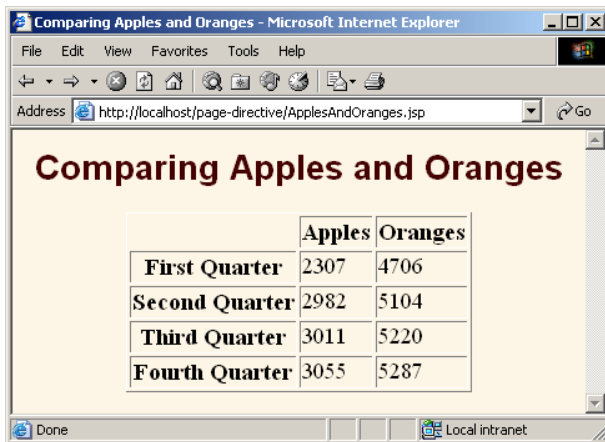 Comparing Apples and Oranges - Microsoft Internet Explorer
File Edit View Favorites Tools Help
Address http://localhost/page-directive/ApplesAndOranges.jsp Go
Comparing Apples and Oranges
Apples Oranges
First Quarter 2307 4706
Second Quarter 2982 5104
Third Quarter 3011 5220
Fourth Quarter 3055 5287
Done Local intranet